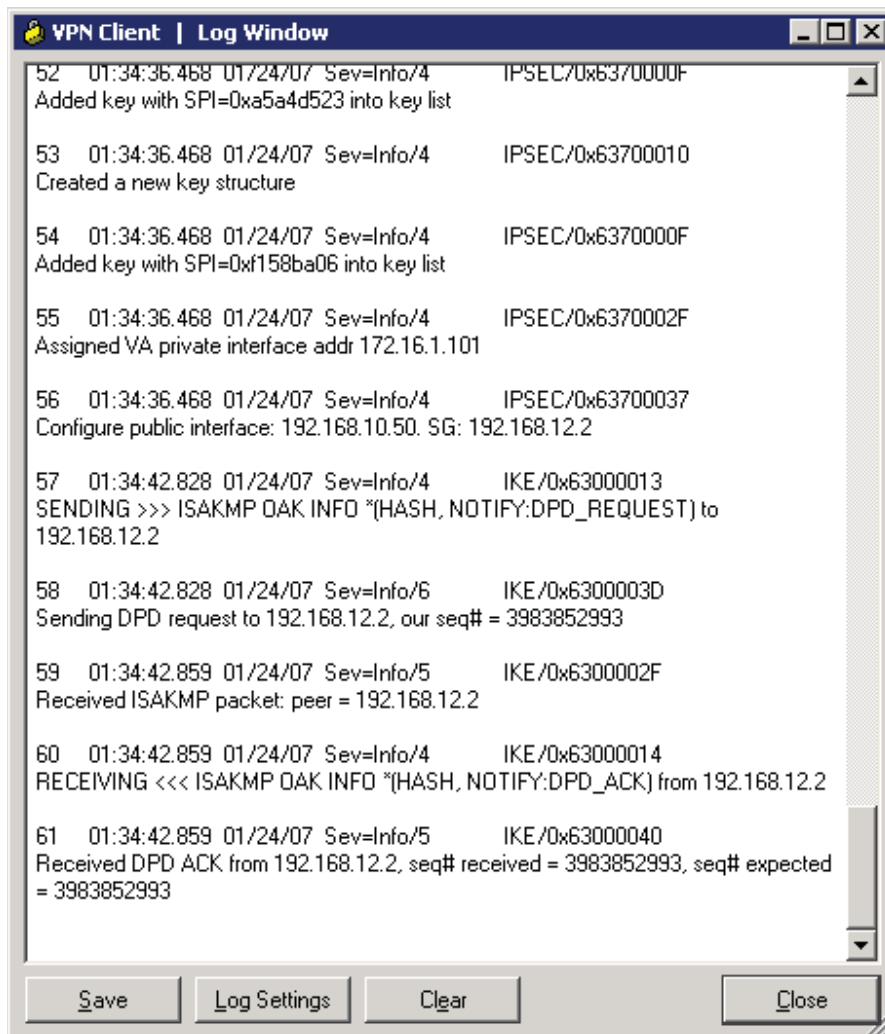 VPN Client | Log Window
52 01:34:36.468 01/24/07 Sev=Info/4 IPSEC/0x6370000F
Added key with SPI=0xa5a4d523 into key list
53 01:34:36.468 01/24/07 Sev=Info/4 IPSEC/0x63700010
Created a new key structure
54 01:34:36.468 01/24/07 Sev=Info/4 IPSEC/0x6370000F
Added key with SPI=0xf158ba06 into key list
55 01:34:36.468 01/24/07 Sev=Info/4 IPSEC/0x6370002F
Assigned VA private interface addr 172.16.1.101
56 01:34:36.468 01/24/07 Sev=Info/4 IPSEC/0x63700037
Configure public interface: 192.168.10.50. SG: 192.168.12.2
57 01:34:42.828 01/24/07 Sev=Info/4 IKE/0x63000013
SENDING >>> ISAKMP OAK INFO *(HASH, NOTIFY:DPD_REQUEST) to
192.168.12.2
58 01:34:42.828 01/24/07 Sev=Info/6 IKE/0x6300003D
Sending DPD request to 192.168.12.2, our seq# = 3983852993
59 01:34:42.859 01/24/07 Sev=Info/5 IKE/0x6300002F
Received ISAKMP packet: peer = 192.168.12.2
60 01:34:42.859 01/24/07 Sev=Info/4 IKE/0x63000014
RECEIVING <<< ISAKMP OAK INFO *(HASH, NOTIFY:DPD_ACK) from 192.168.12.2
61 01:34:42.859 01/24/07 Sev=Info/5 IKE/0x63000040
Received DPD ACK from 192.168.12.2, seq# received = 3983852993, seq# expected
= 3983852993
Save Log Settings Clear Close